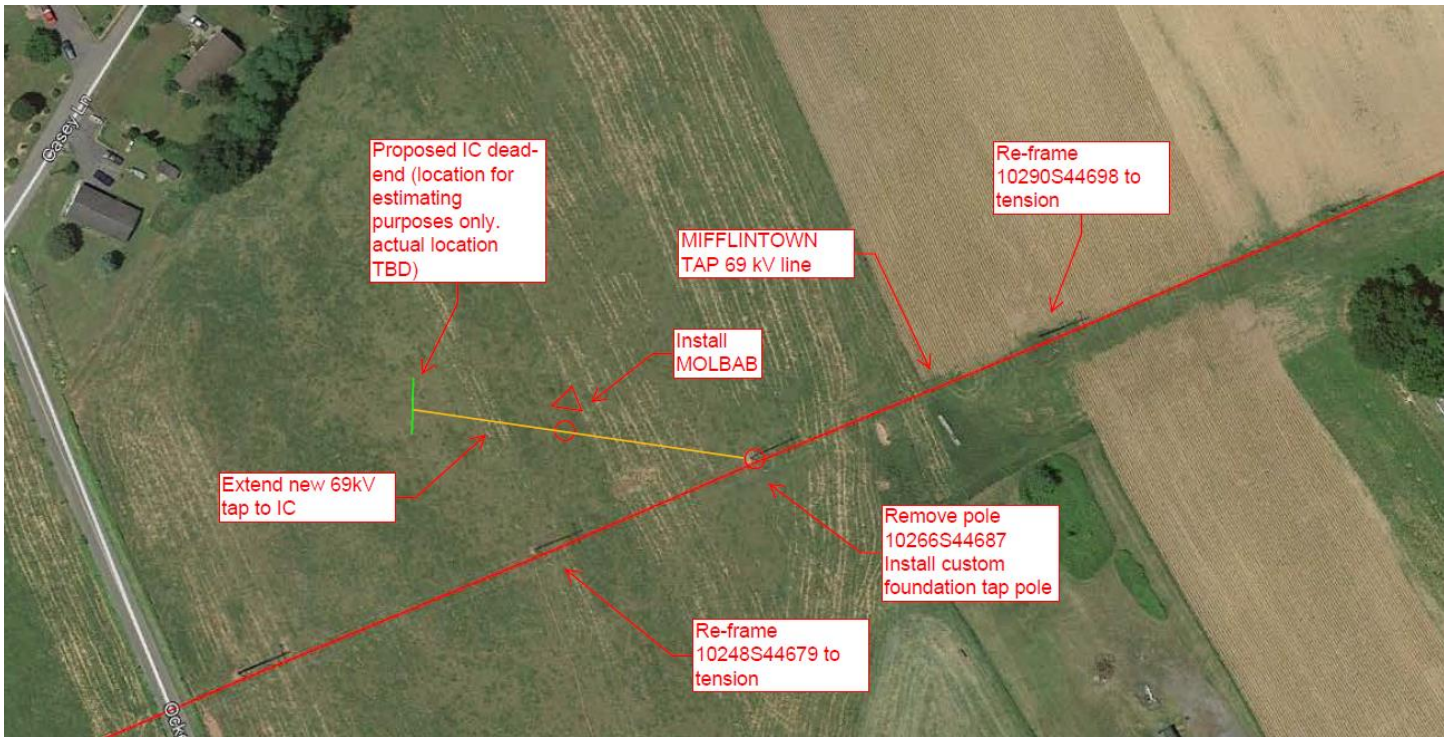 Casey Ln
Proposed IC dead-
end (location for
estimating
purposes only.
actual location
TBD)
Re-frame
10290S44698 to
tension
MIFFLINTOWN
TAP 69 kV line
Install
MOLBAB
Extend new 69kV
tap to IC
Remove pole
10266S44687
Install custom
foundation tap pole
Re-frame
10248S44679 to
tension